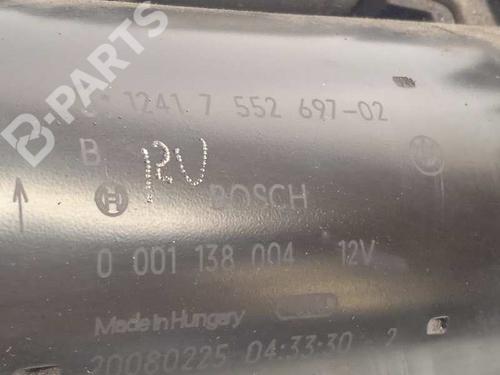 B-PARTS
1241 7 552 697-02
B
12V
BOSCH
0 001 138 004 12V
Made in Hungary
20080225 04:33:30 2